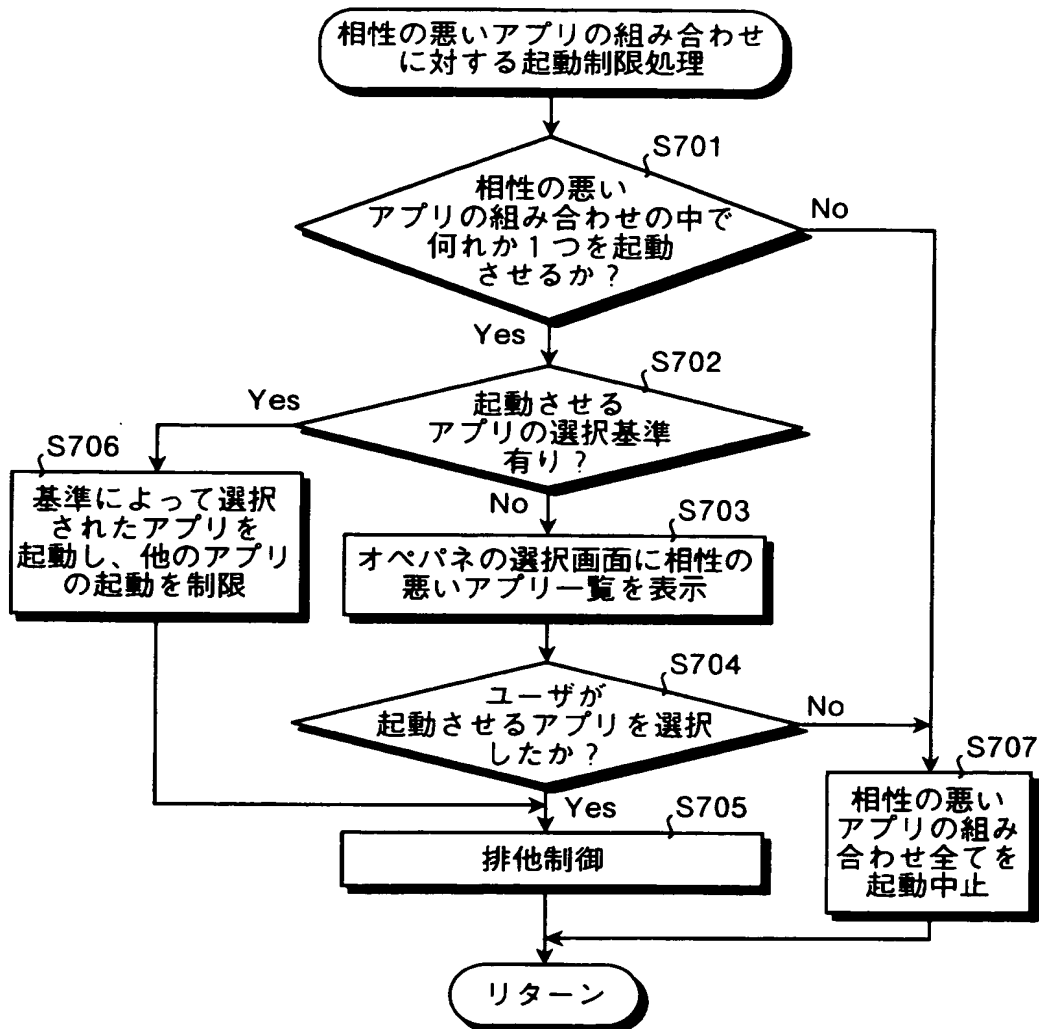 相性の悪いアプリの組み合わせ
に対する起動制限処理
S701
相性の悪い
アプリの組み合わせの中で
何れか1つを起動
させるか?
No
Yes
S702
起動させる
アプリの選択基準
有り?
Yes
No
S706
基準によって選択
されたアプリを
起動し、他のアプリ
の起動を制限
S703
オペパネの選択画面に相性の
悪いアプリ一覧を表示
S704
ユーザが
起動させるアプリを選択
したか?
No
Yes
S705
排他制御
S707
相性の悪い
アプリの組み
合わせ全てを
起動中止
リターン